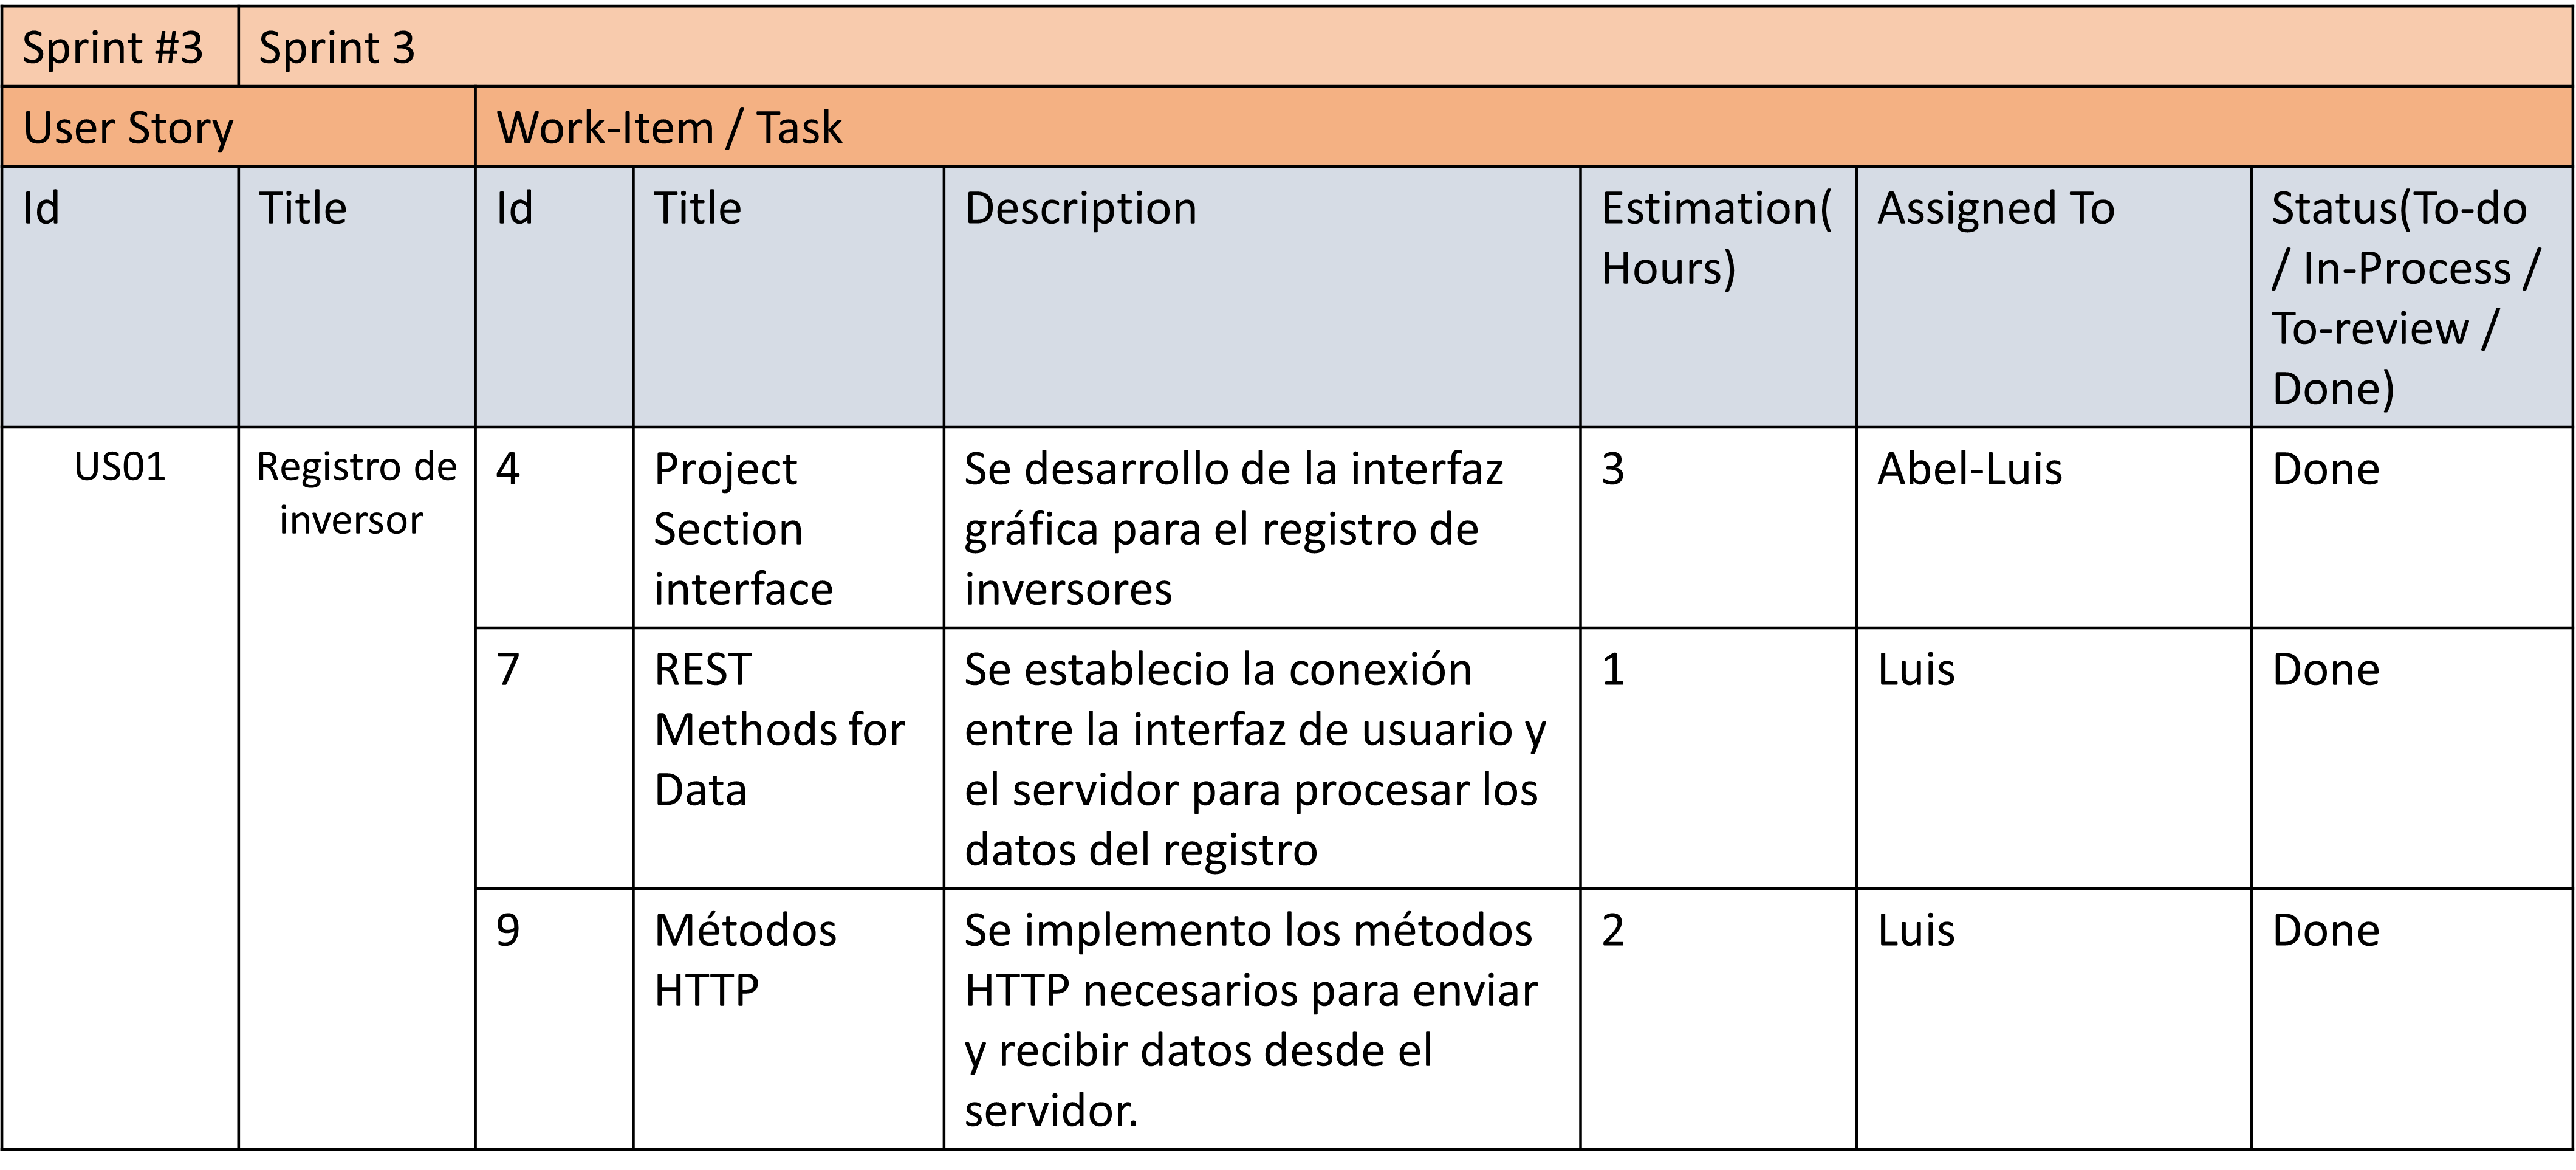 Sprint #3
Sprint 3
User Story
Work-Item / Task
Id
Title
Id
Title
Description
Estimation(
Hours)
Assigned To
Status(To-do
/ In-Process /
To-review /
Done)
US01
Registro de
inversor
4
Project
Section
interface
Se desarrollo de la interfaz
gráfica para el registro de
inversores
3
Abel-Luis
Done
7
REST
Methods for
Data
Se establecio la conexión
entre la interfaz de usuario y
el servidor para procesar los
datos del registro
1
Luis
Done
9
Métodos
HTTP
Se implemento los métodos
HTTP necesarios para enviar
y recibir datos desde el
servidor.
2
Luis
Done